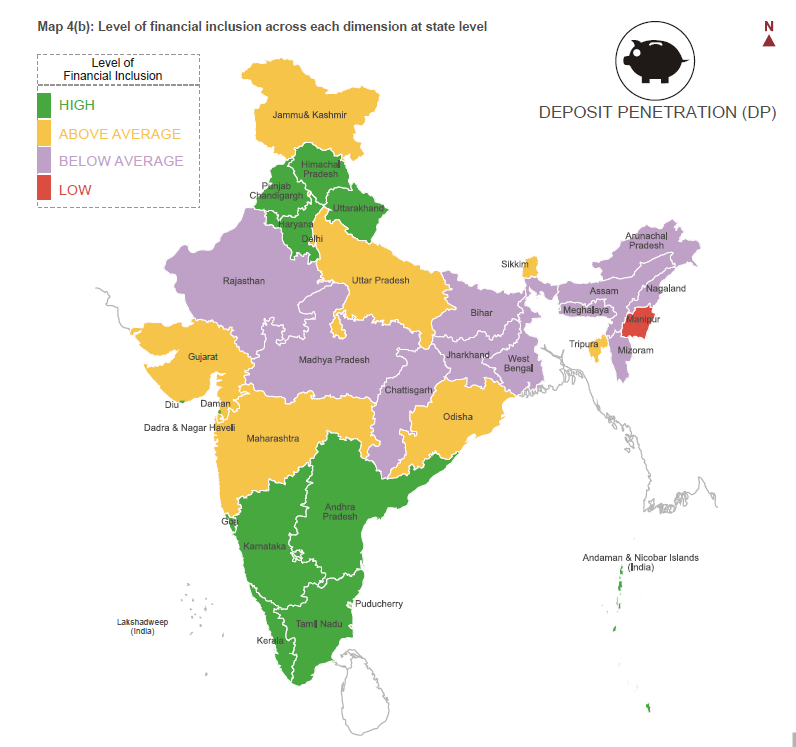 Map 4(b): Level of financial inclusion across each dimension at state level
N
Level of
Financial Inclusion
HIGH
ABOVE AVERAGE
BELOW AVERAGE
LOW
DEPOSIT PENETRATION (DP)
Jammu& Kashmir
Himachal
Pradesh
Punjab
Chandigargh
Uttarakhand
Haryana
Delhi
Arunachal
Pradesh
Sikkim
Rajasthan
Uttar Pradesh
Assam
Nagaland
Bihar
Meghalaya
Manipur
Tripura
Mizoram
Gujarat
Madhya Pradesh
Jharkhand
West
Bengal
Chattisgarh
Diu
Daman
Odisha
Dadra & Nagar Haveli
Maharashtra
Andhra
Pradesh
Goa
Karnataka
Andaman & Nicobar Islands
(India)
Puducherry
Lakshadweep
(India)
Tamil Nadu
Kerala